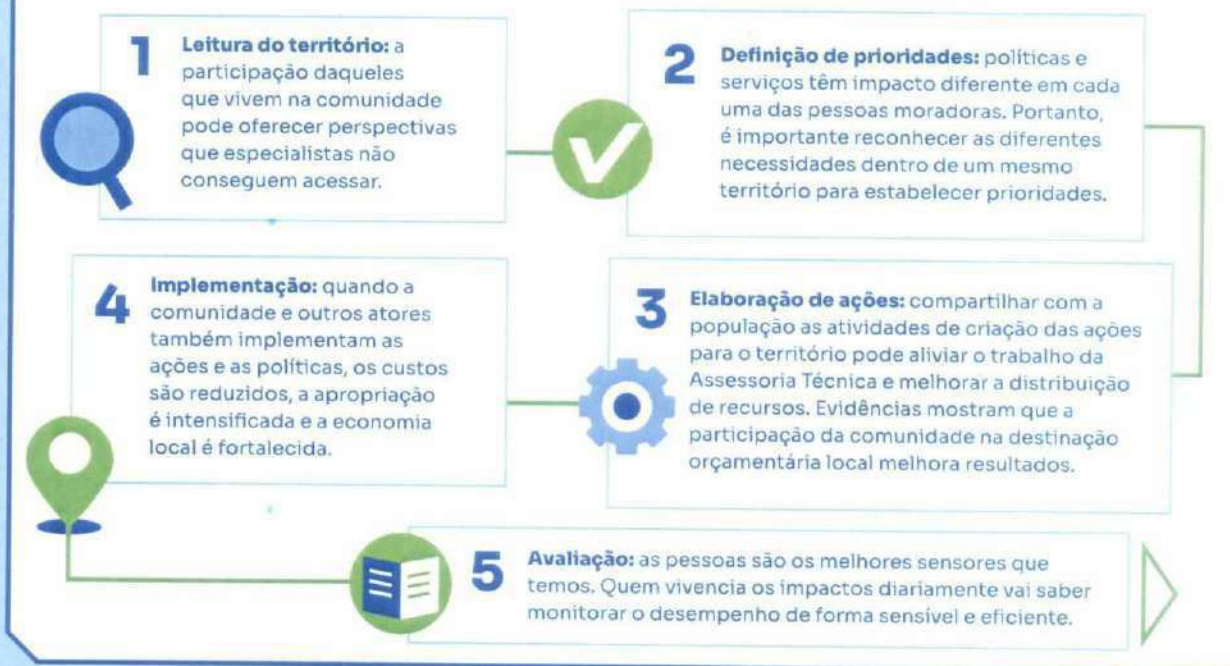 1
Leitura do território: a
participação daqueles
que vivem na comunidade
pode oferecer perspectivas
que especialistas não
conseguem acessar.
2
Definição de prioridades: políticas e
serviços têm impacto diferente em cada
uma das pessoas moradoras. Portanto,
é importante reconhecer as diferentes
necessidades dentro de um mesmo
território para estabelecer prioridades.
3
Elaboração de ações: compartilhar com a
população as atividades de criação das ações
para o território pode aliviar o trabalho da
Assessoria Técnica e melhorar a distribuição
de recursos. Evidências mostram que a
participação da comunidade na destinação
orçamentária local melhora resultados.
4
Implementação: quando a
comunidade e outros atores
também implementam as
ações e as políticas, os custos
são reduzidos, a apropriação
é intensificada e a economia
local é fortalecida.
5
Avaliação: as pessoas são os melhores sensores que
temos. Quem vivencia os impactos diariamente vai saber
monitorar o desempenho de forma sensível e eficiente.